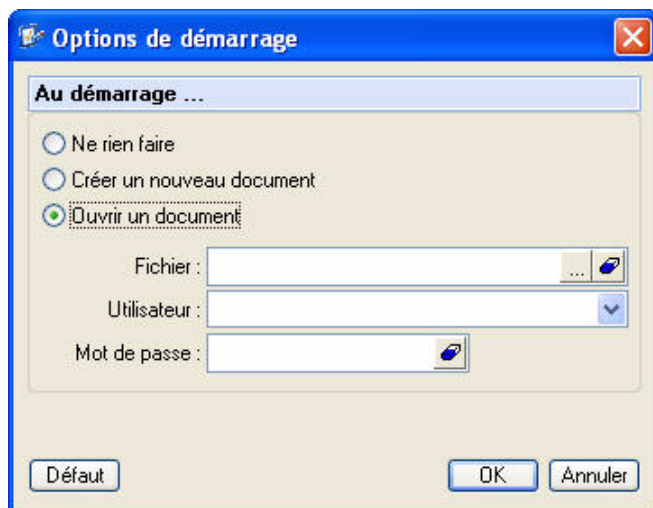 Options de démarrage
Au démarrage ...
Ne rien faire
Créer un nouveau document
Ouvrir un document
Fichier :
...
Utilisateur :
Mot de passe :
Défaut
OK
Annuler